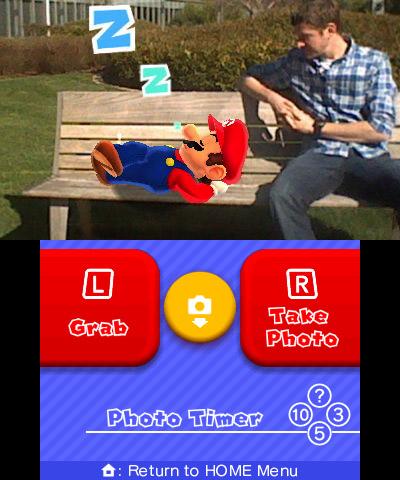 Z
Z
L
Grab
R
Take
Photo
Photo Timer
?
10
3
5
: Return to HOME Menu